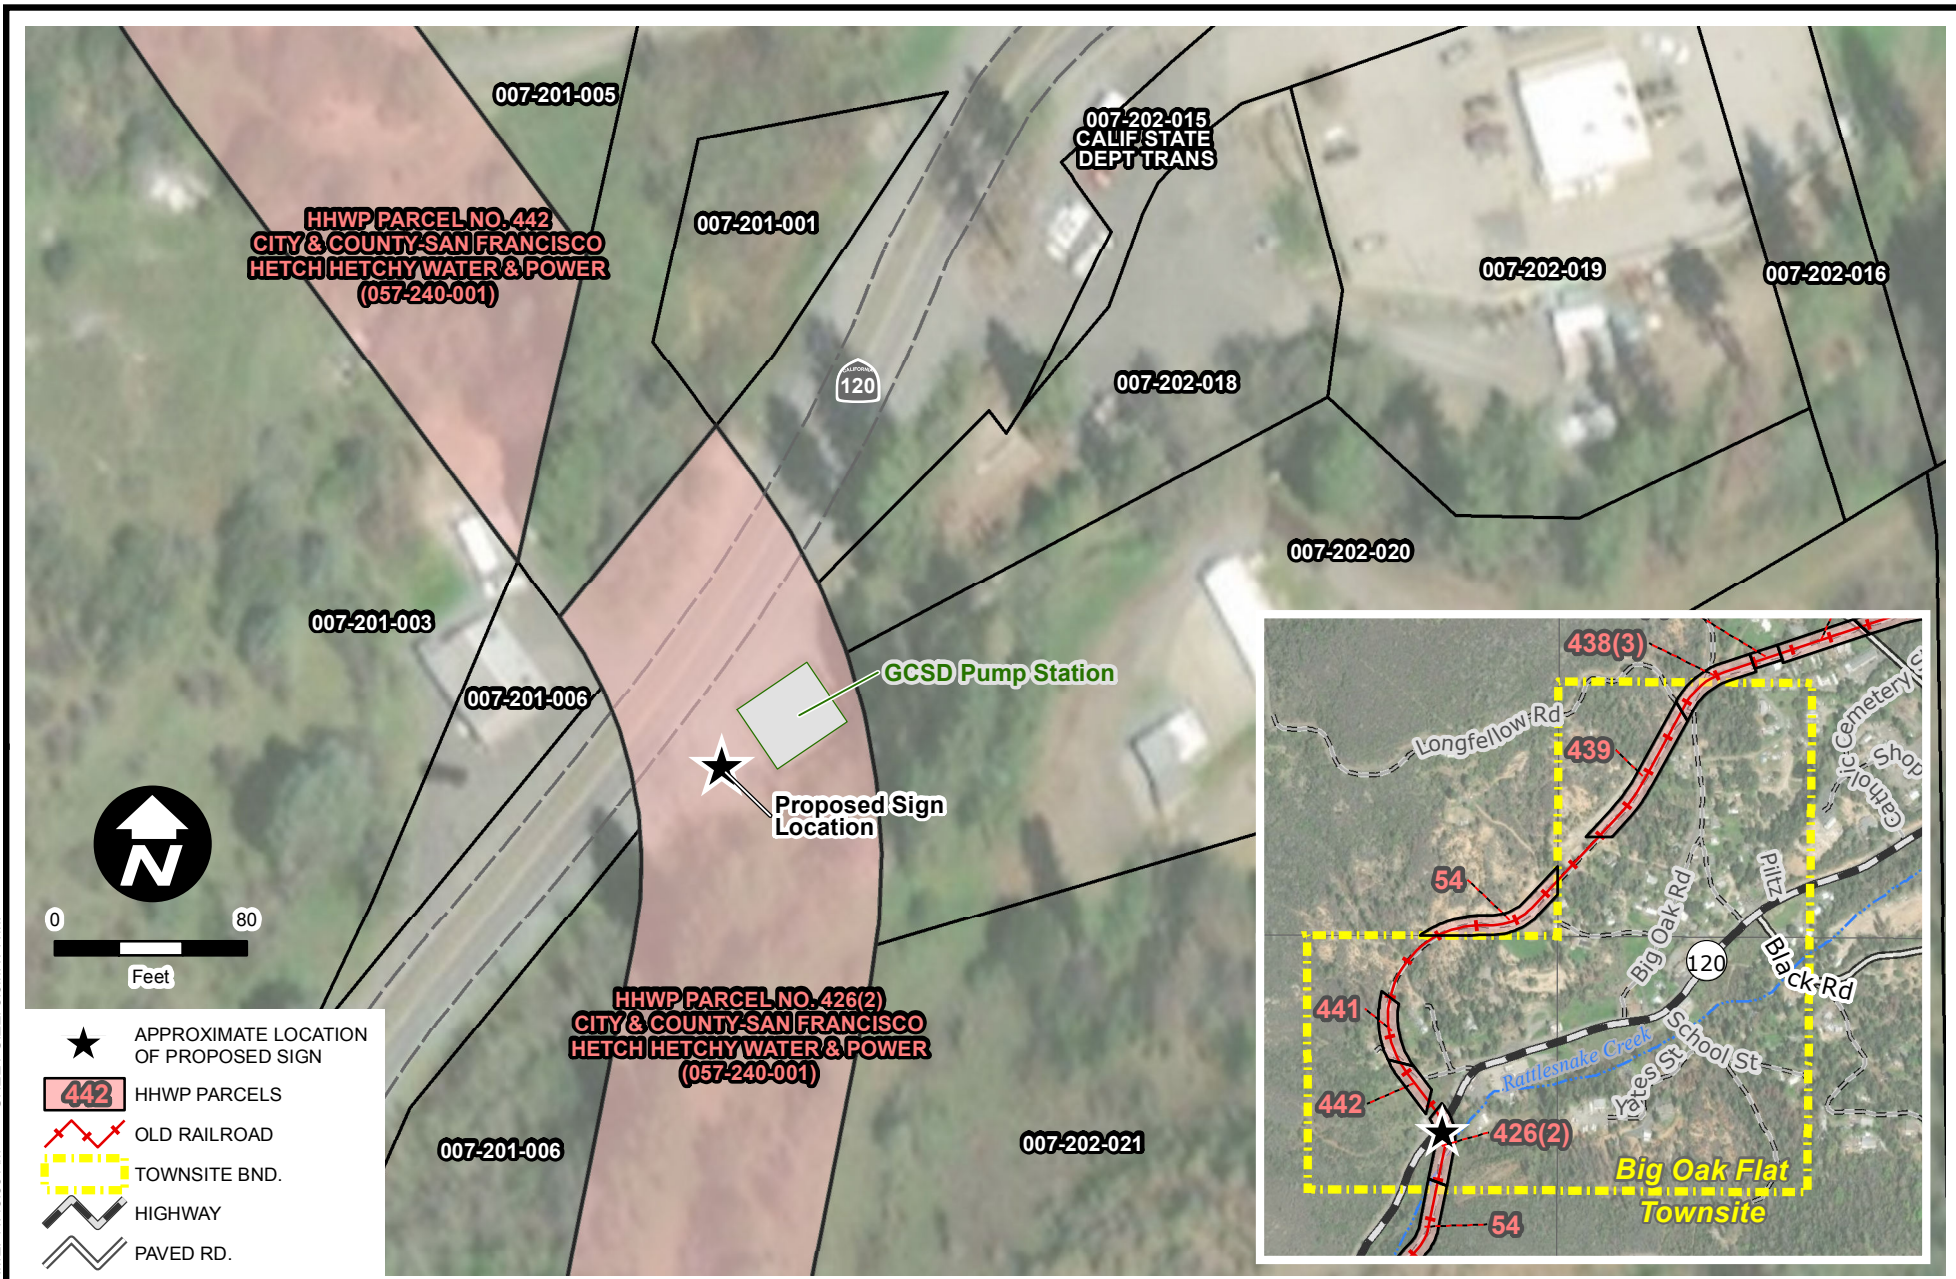 007-201-005
007-202-015
CALIF STATE
DEPT TRANS
HHWP PARCEL NO. 442
CITY & COUNTY-SAN FRANCISCO
HETCH HETCHY WATER & POWER
(057-240-001)
007-201-001
007-202-019
007-202-016
CALIFORNIA
120
007-202-018
007-202-020
007-201-003
007-201-006
GCSD Pump Station
Proposed Sign
Location
N
0 80
Feet
HHWP PARCEL NO. 426(2)
CITY & COUNTY-SAN FRANCISCO
HETCH HETCHY WATER & POWER
(057-240-001)
007-201-006
007-202-021
APPROXIMATE LOCATION
OF PROPOSED SIGN
442 HHWP PARCELS
OLD RAILROAD
TOWNSITE BND.
HIGHWAY
PAVED RD.
438(3)
Longfellow Rd
439
Catholic Cemetery
Shop
54
Piltz
Big Oak Rd
120
Black Rd
441
School St
Rattlesnake Creek
Yates St
442
426(2)
Big Oak Flat
Townsite
54